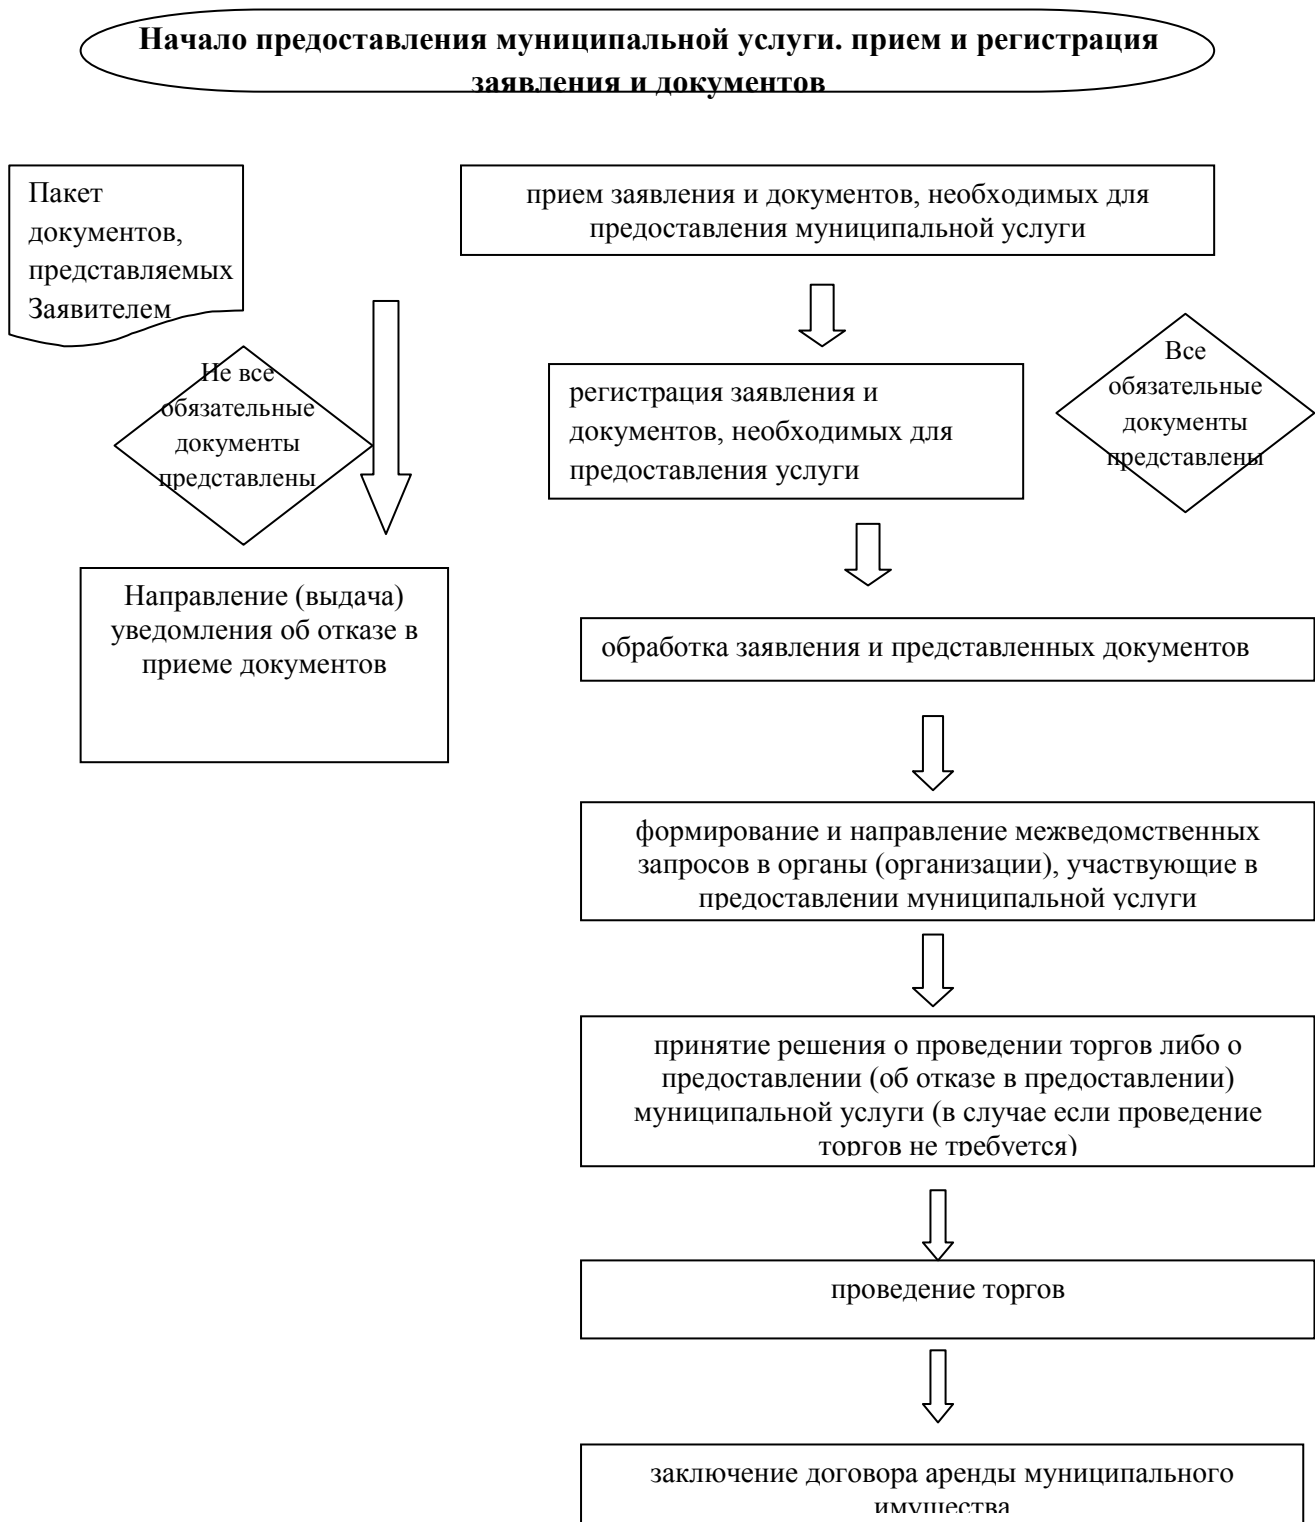 Начало предоставления муниципальной услуги. прием и регистрация
заявления и документов
Пакет
документов,
представляемых
Заявителем
прием заявления и документов, необходимых для
предоставления муниципальной услуги
Не все
обязательные
документы
представлены
регистрация заявления и
документов, необходимых для
предоставления услуги
Все
обязательные
документы
представлены
Направление (выдача)
уведомления об отказе в
приеме документов
обработка заявления и представленных документов
формирование и направление межведомственных
запросов в органы (организации), участвующие в
предоставлении муниципальной услуги
принятие решения о проведении торгов либо о
предоставлении (об отказе в предоставлении)
муниципальной услуги (в случае если проведение
торгов не требуется)
проведение торгов
заключение договора аренды муниципального
имущества